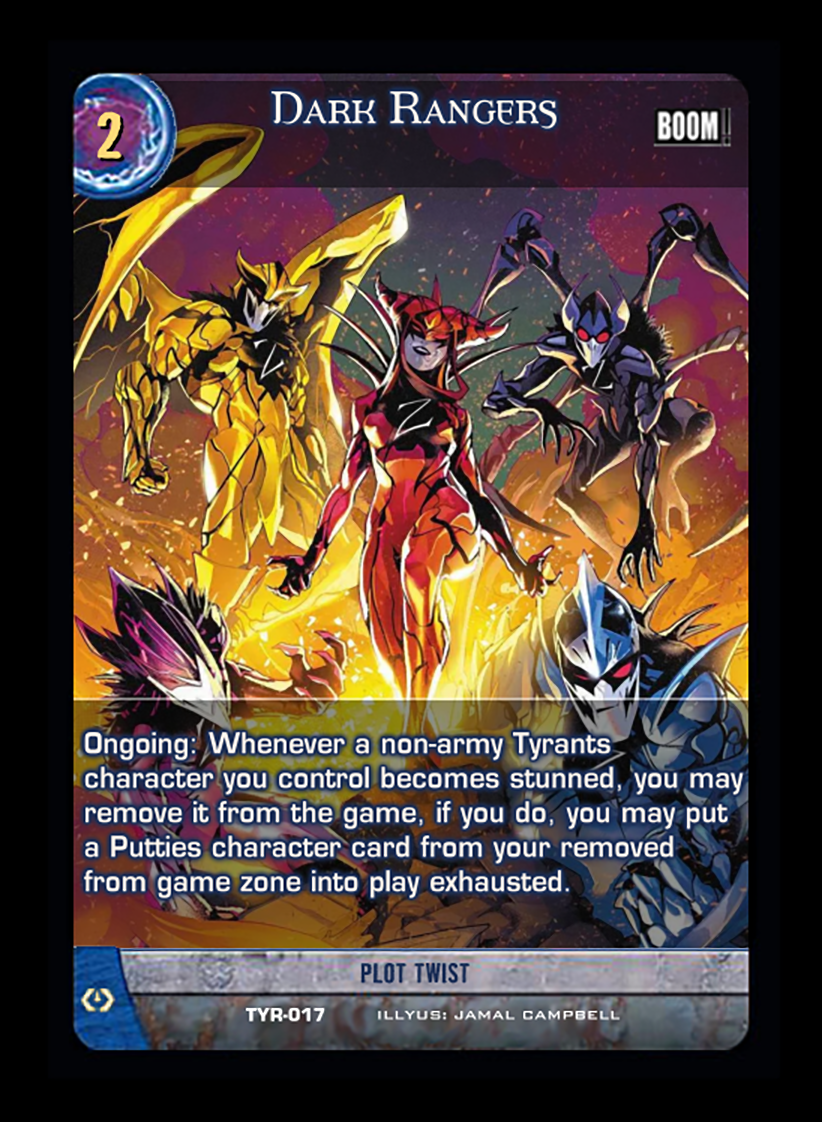 2
Dark Rangers
BOOM!
Z
Z
Z
Ongoing: Whenever a non-army Tyrants
character you control becomes stunned, you may
remove it from the game, if you do, you may put
a Putties character card from your removed
from game zone into play exhausted.
PLOT TWIST
TYR-017 ILLYUS: JAMAL CAMPBELL